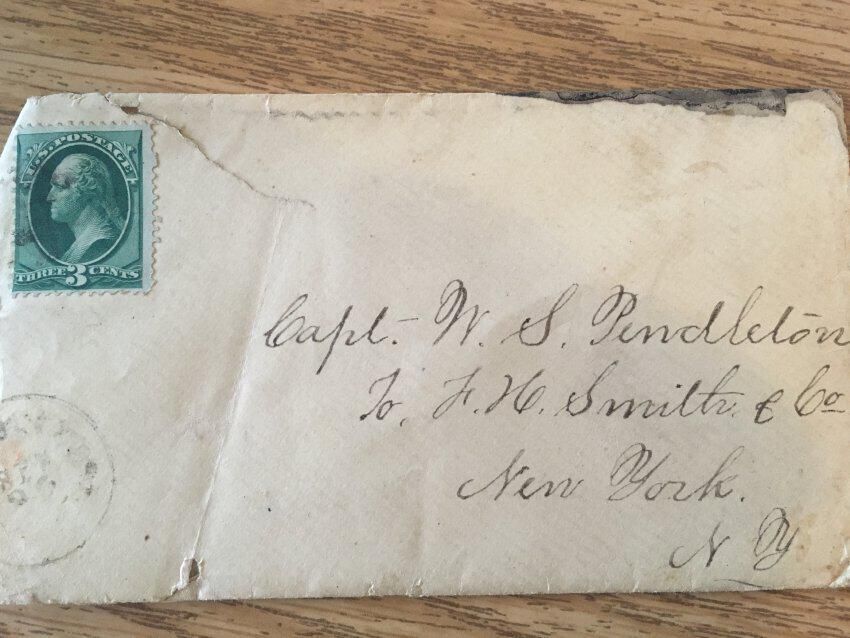 U.S. POSTAGE
THREE 3 CENTS
Capt. W. S. Pendleton
To, F. H. Smith & Co
New York.
N Y